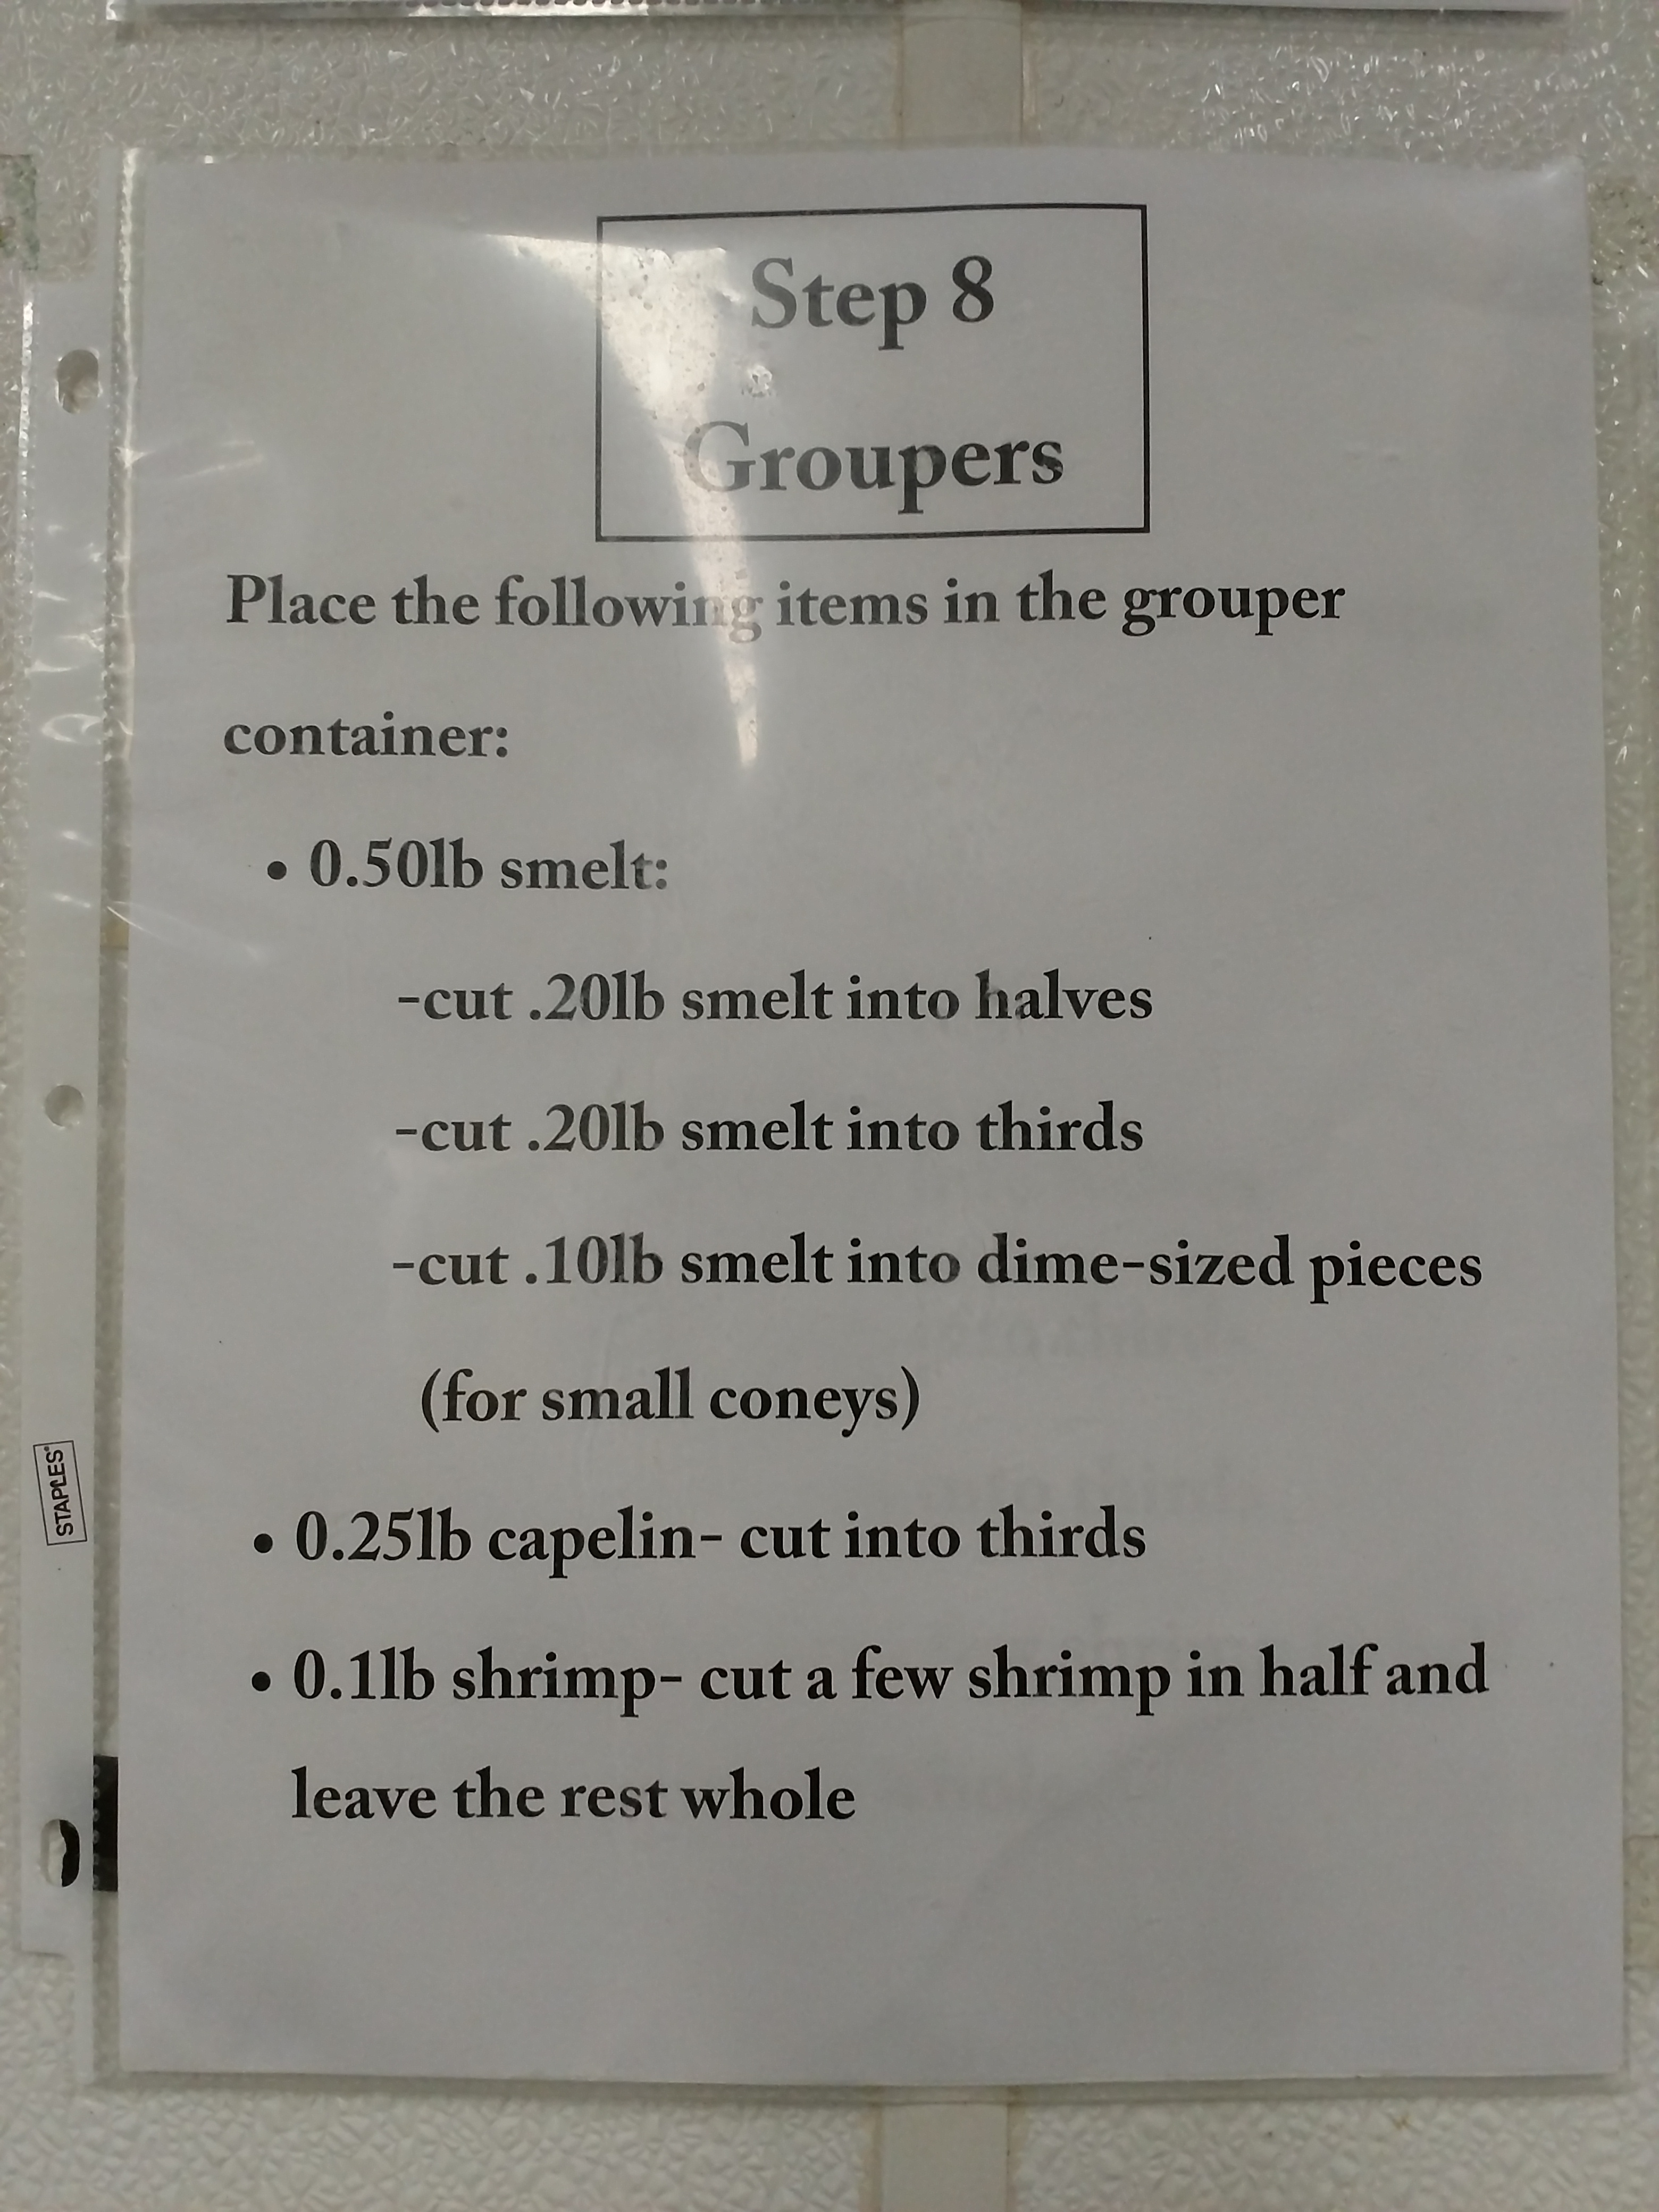 Step 8
Groupers
Place the following items in the grouper
container:
• 0.50lb smelt:
-cut .20lb smelt into halves
-cut .20lb smelt into thirds
-cut .10lb smelt into dime-sized pieces
(for small coneys)
• 0.25lb capelin- cut into thirds
• 0.1lb shrimp- cut a few shrimp in half and
leave the rest whole
STAPLES